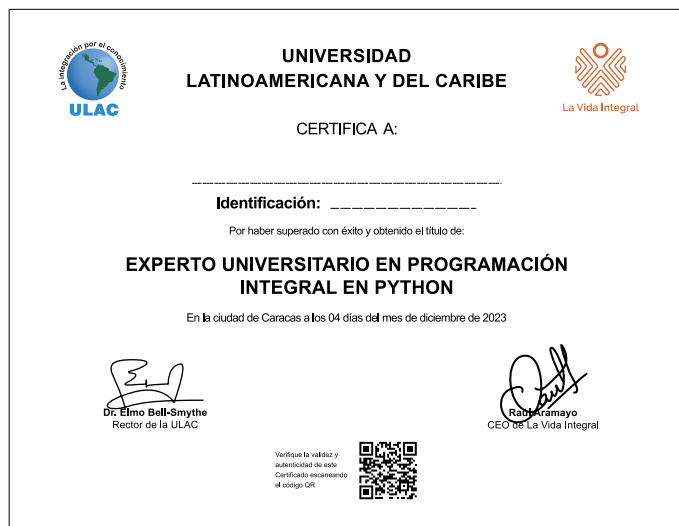 La integración por el conocimiento
ULAC
UNIVERSIDAD
LATINOAMERICANA Y DEL CARIBE
La Vida Integral
CERTIFICA A:
Identificación:
Por haber superado con éxito y obtenido el título de:
EXPERTO UNIVERSITARIO EN PROGRAMACIÓN
INTEGRAL EN PYTHON
En la ciudad de Caracas a los 04 días del mes de diciembre de 2023
Dr. Elmo Bell-Smythe
Rector de la ULAC
Raúl Aramayo
CEO de La Vida Integral
Verifique la validez y
autenticidad de este
Certificado escaneando
el código QR